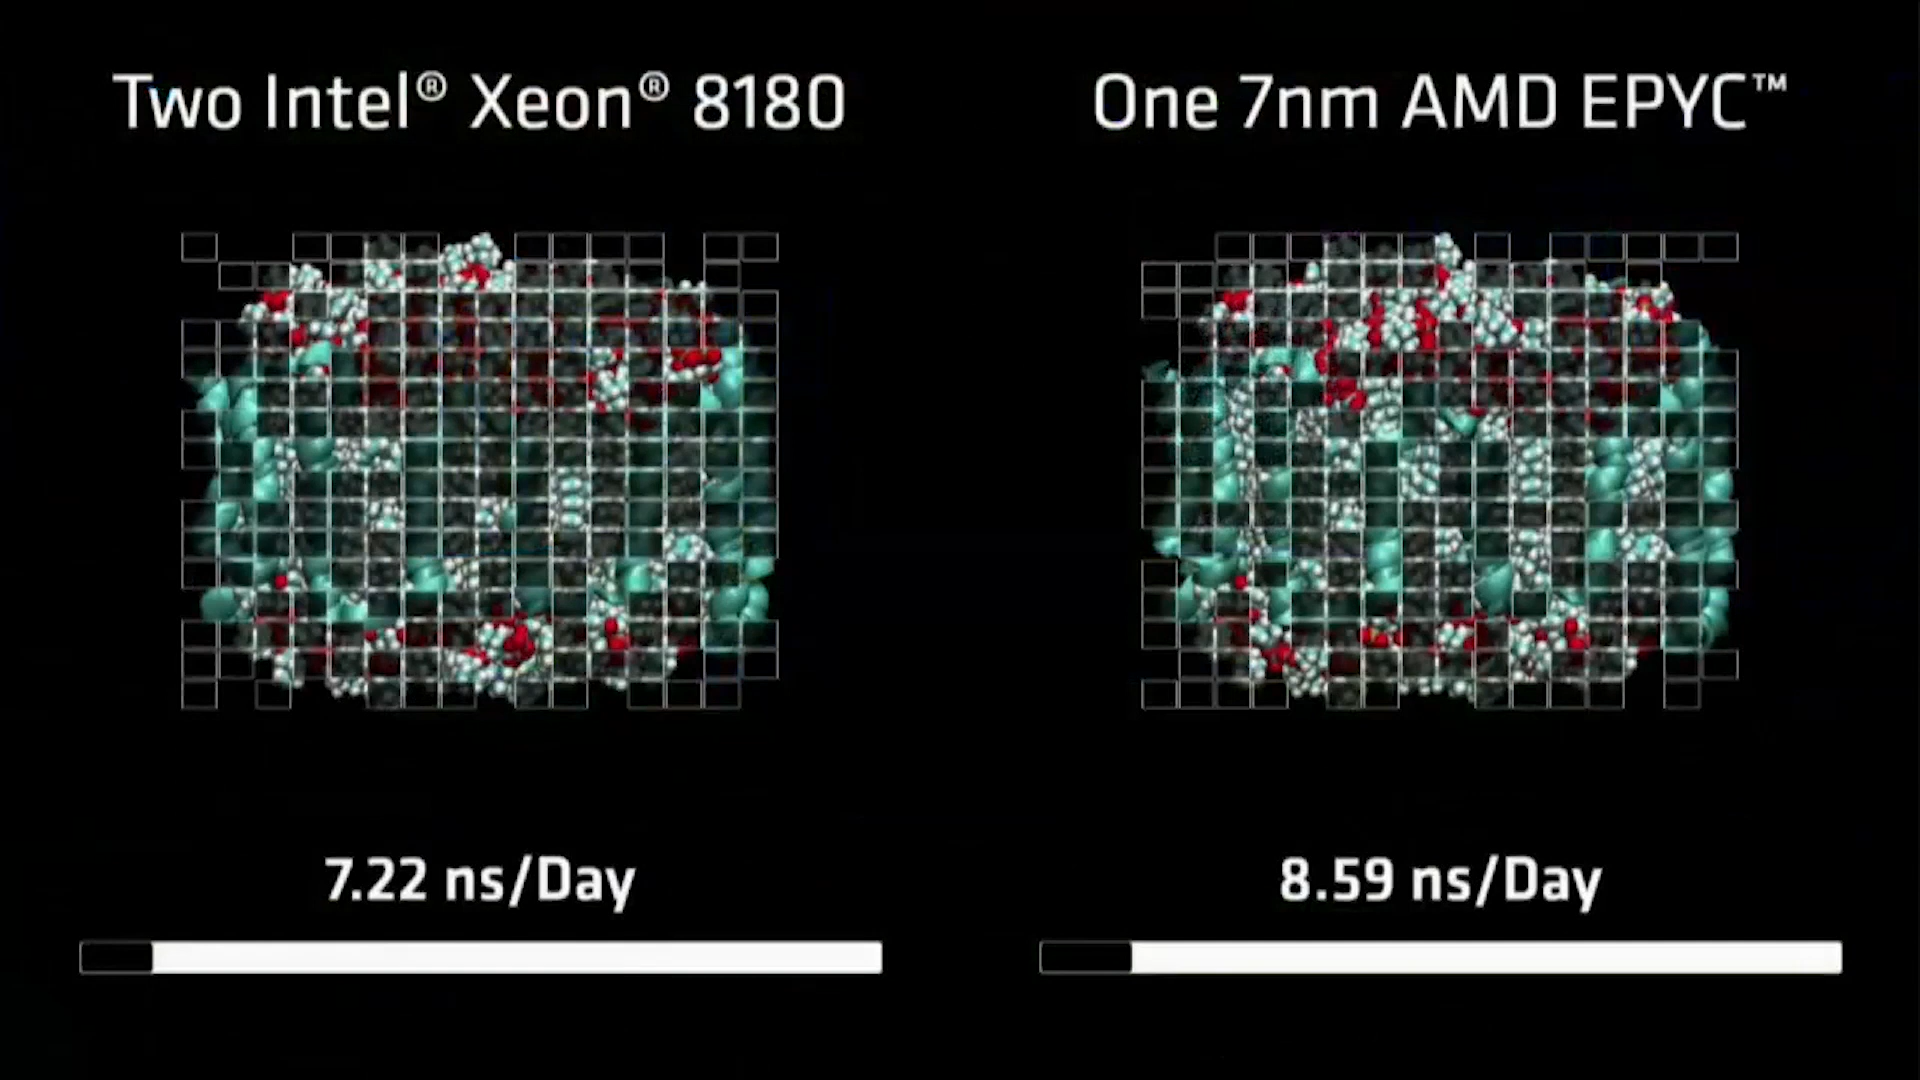 Two Intel® Xeon® 8180
One 7nm AMD EPYC™
7.22 ns/Day
8.59 ns/Day